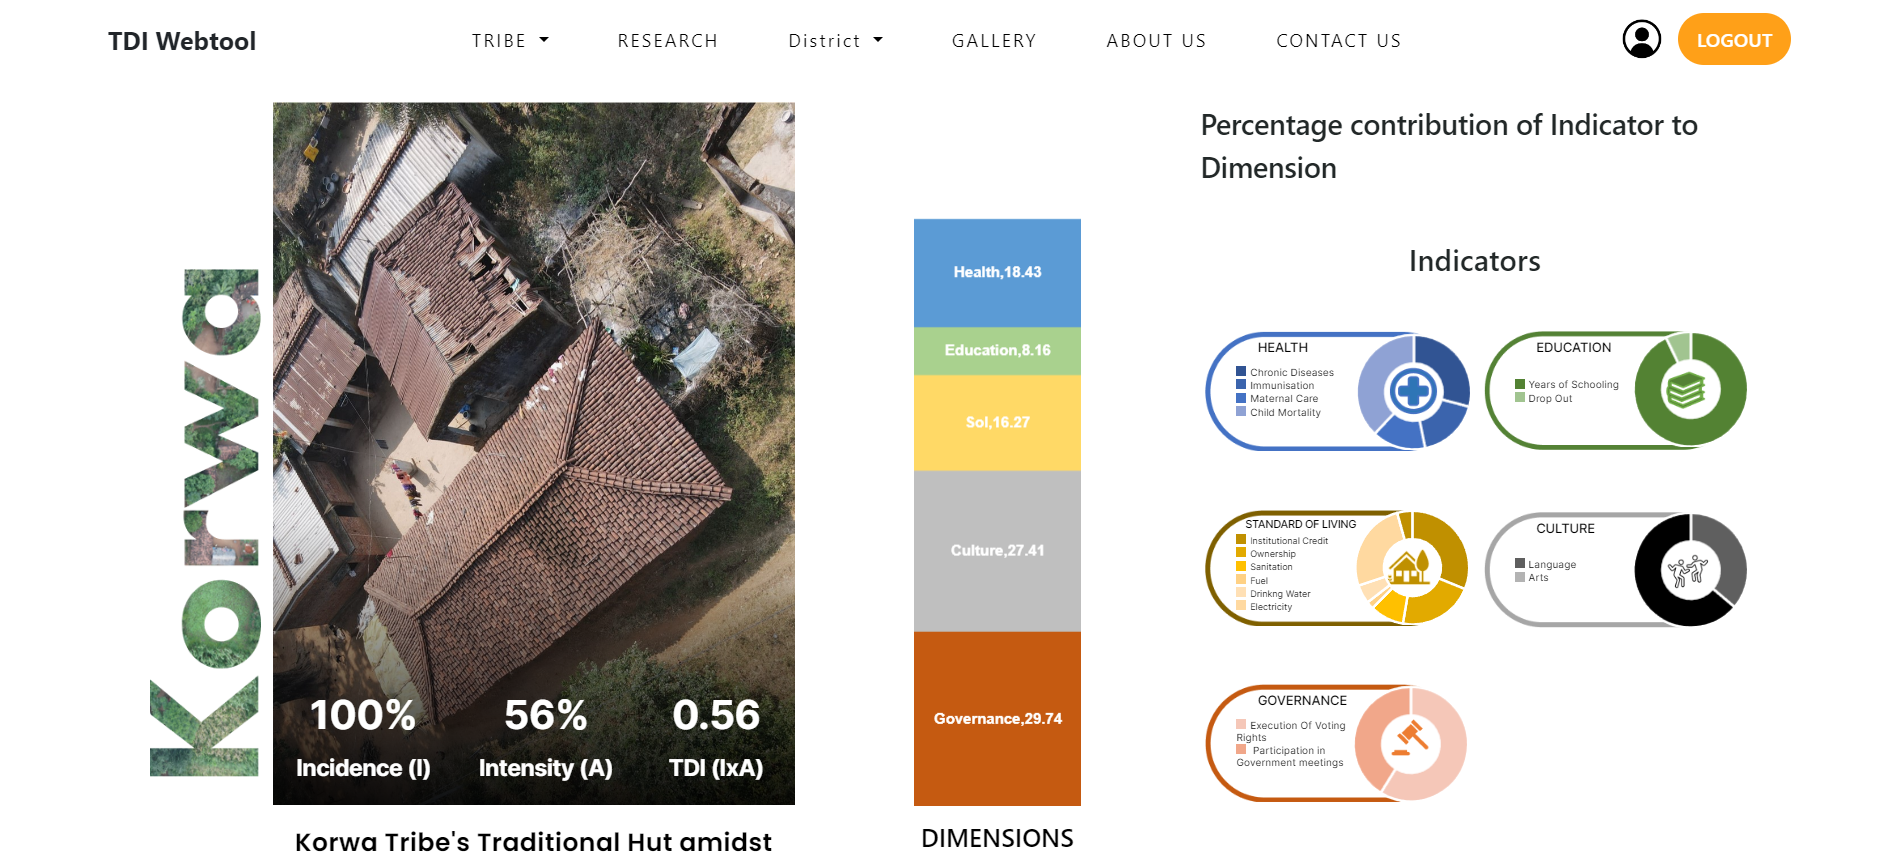 TDI Webtool
TRIBE
RESEARCH
District
GALLERY
ABOUT US
CONTACT US
LOGOUT
Korwa
100%
56%
0.56
Incidence (I)
Intensity (A)
TDI (IxA)
Korwa Tribe's Traditional Hut amidst
Health,18.43
Education,8.16
Sol,16.27
Culture,27.41
Governance,29.74
DIMENSIONS
Percentage contribution of Indicator to
Dimension
Indicators
HEALTH
Chronic Diseases
Immunisation
Maternal Care
Child Mortality
EDUCATION
Years of Schooling
Drop Out
STANDARD OF LIVING
Institutional Credit
Ownership
Sanitation
Fuel
Drinkng Water
Electricity
CULTURE
Language
Arts
GOVERNANCE
Execution Of Voting
Rights
Participation in
Government meetings